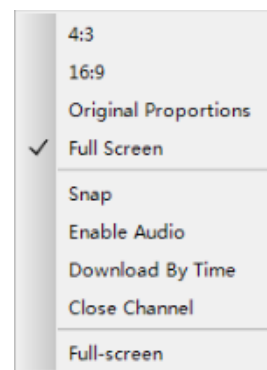 4:3
16:9
Original Proportions
Full Screen
Snap
Enable Audio
Download By Time
Close Channel
Full-screen